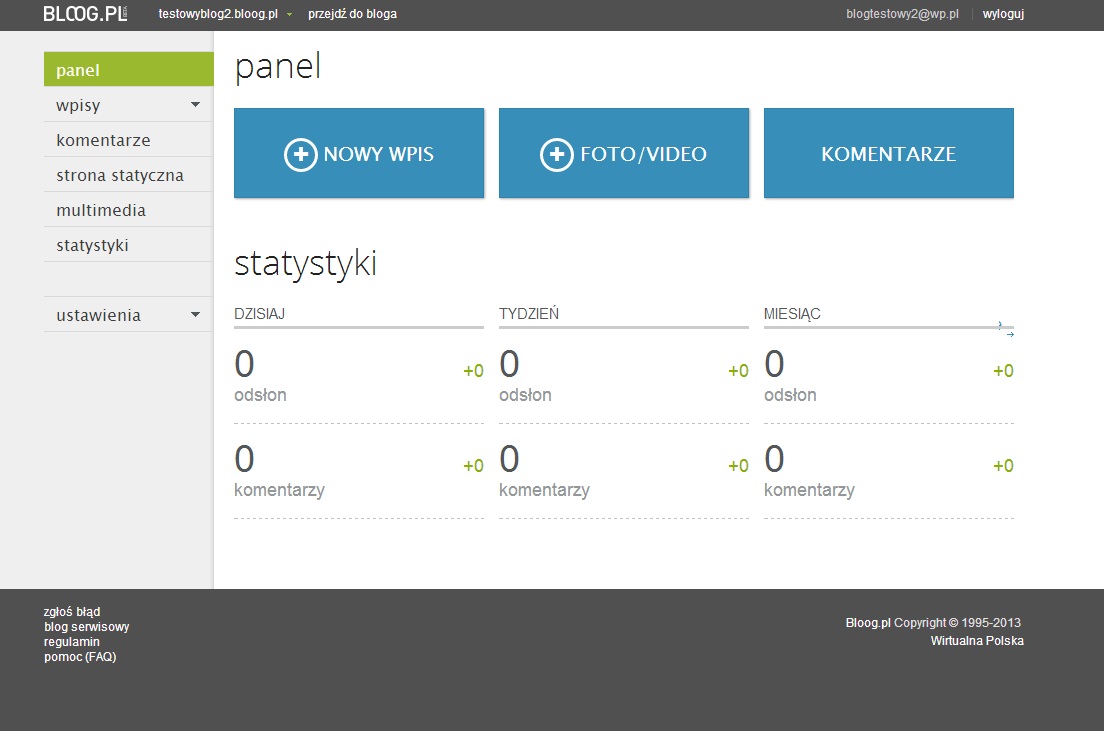 BLOOG.PL testowyblog2.bloog.pl przejdź do bloga blogtestowy2@wp.pl wyloguj
panel
wpisy
komentarze
strona statyczna
multimedia
statystyki
ustawienia
panel
NOWY WPIS FOTO/VIDEO KOMENTARZE
statystyki
DZISIAJ TYDZIEŃ MIESIĄC
0 +0 0 +0 0 +0
odsłon odsłon odsłon
0 +0 0 +0 0 +0
komentarzy komentarzy komentarzy
zgłoś błąd
blog serwisowy
regulamin
pomoc (FAQ)
Bloog.pl Copyright © 1995-2013
Wirtualna Polska